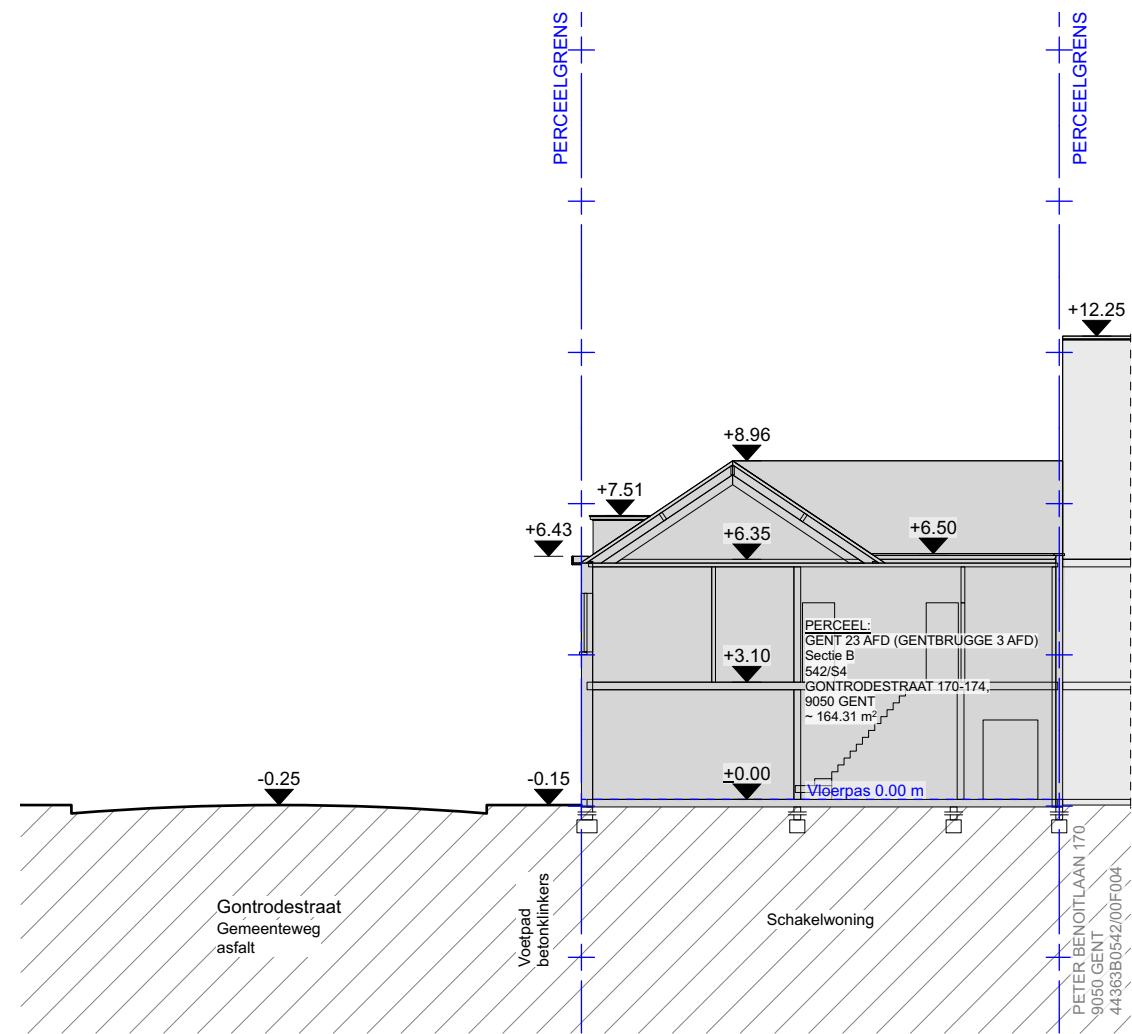 PERCEELGRENS
PERCEELGRENS
+12.25
+8.96
+7.51
+6.43
+6.35
+6.50
PERCEEL:
GENT 23 AFD (GENTBRUGGE 3 AFD)
Sectie B
542/S4
GONTRODESTRAAT 170-174,
9050 GENT
~ 164.31 m²
+3.10
-0.25
-0.15
±0.00
Vloerpas 0.00 m
Gontrodestraat
Gemeenteweg
asfalt
Voetpad
betonklinkers
Schakelwoning
PETER BENOITLAAN 170
9050 GENT
44363B0542/00F004